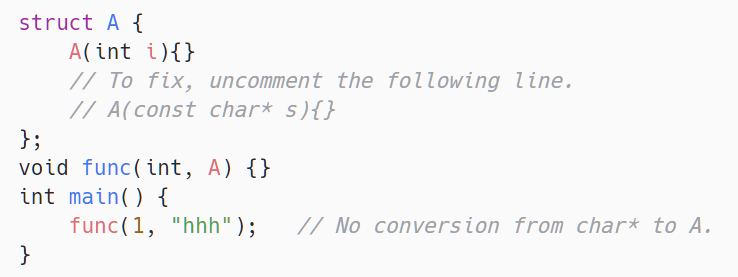 struct A {
    A(int i){}
    // To fix, uncomment the following line.
    // A(const char* s){}
};
void func(int, A) {}
int main() {
    func(1, "hhh");   // No conversion from char* to A.
}